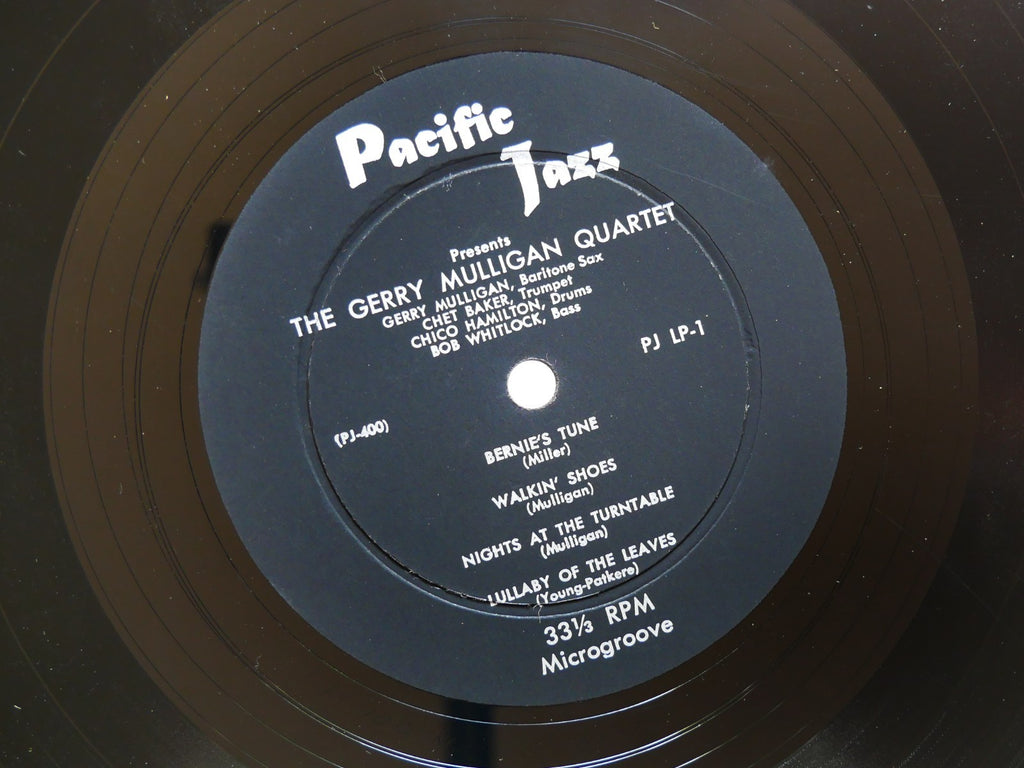 Pacific
Jazz
Presents
THE GERRY MULLIGAN QUARTET
GERRY MULLIGAN, Baritone Sax
CHET BAKER, Trumpet
CHICO HAMILTON, Drums
BOB WHITLOCK, Bass
PJ LP-1
(PJ-400)
BERNIE'S TUNE
(Miller)
WALKIN' SHOES
(Mulligan)
NIGHTS AT THE TURNTABLE
(Mulligan)
LULLABY OF THE LEAVES
(Young-Patkere)
33⅓ RPM
Microgroove